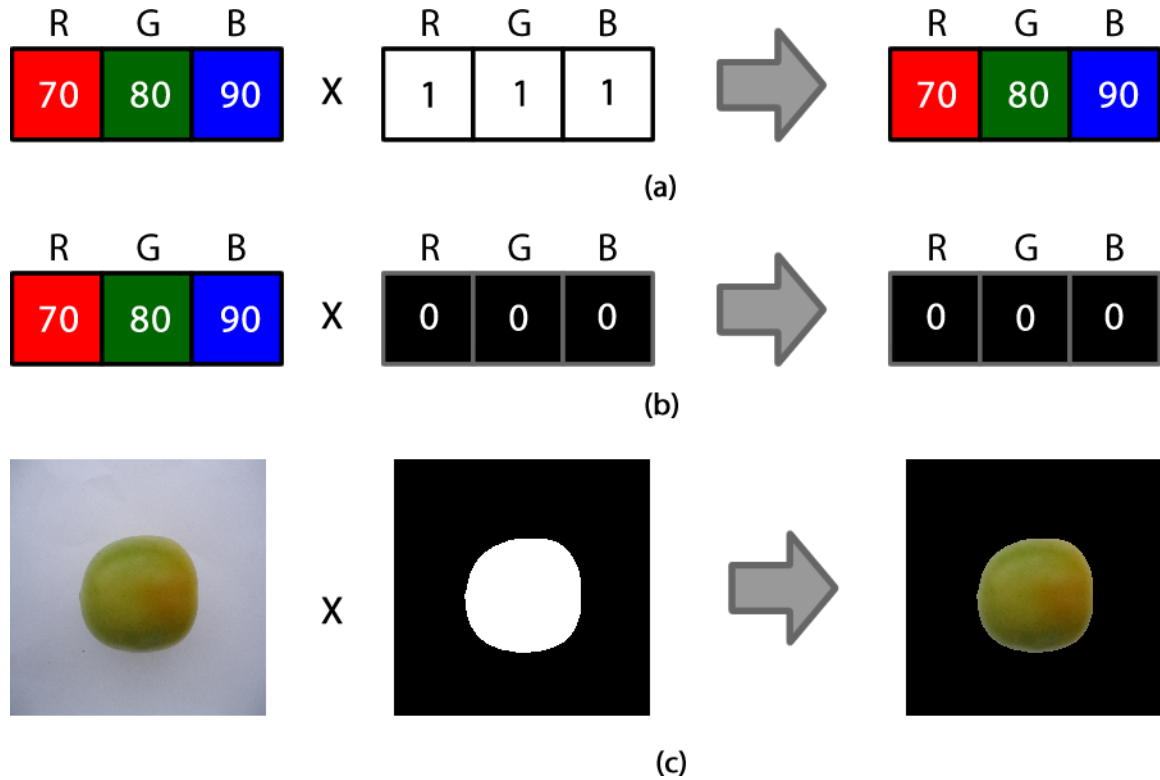 R G B R G B R G B
70 80 90 X 1 1 1 70 80 90
(a)
R G B R G B R G B
70 80 90 X 0 0 0 0 0 0
(b)
X
(c)